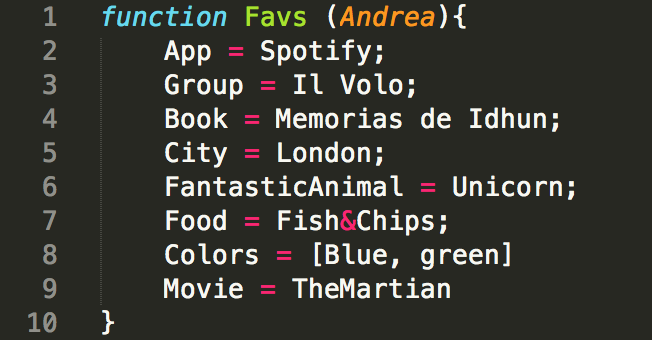 1 function Favs (Andrea){
2 App = Spotify;
3 Group = Il Volo;
4 Book = Memorias de Idhun;
5 City = London;
6 FantasticAnimal = Unicorn;
7 Food = Fish&Chips;
8 Colors = [Blue, green]
9 Movie = TheMartian
10 }